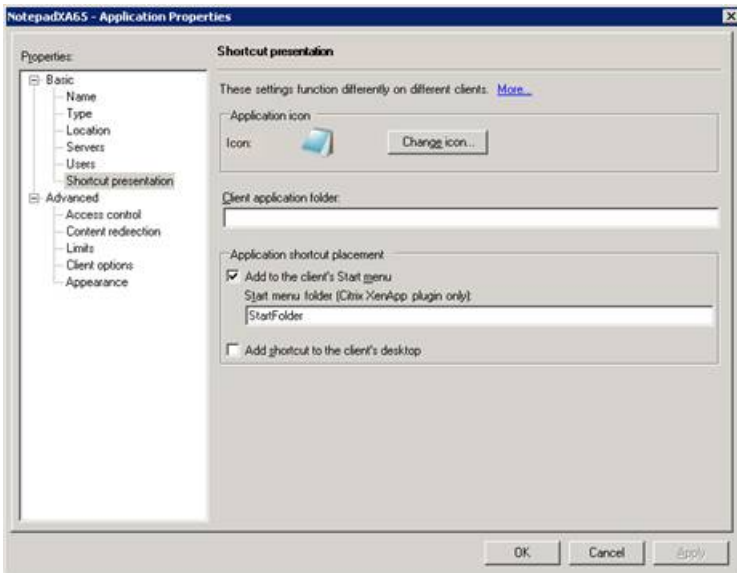 NotepadXA65 - Application Properties
Properties:
Basic
Name
Type
Location
Servers
Users
Shortcut presentation
Advanced
Access control
Content redirection
Limits
Client options
Appearance
Shortcut presentation
These settings function differently on different clients. More...
Application icon
Icon:
Change icon...
Client application folder:
Application shortcut placement
Add to the client's Start menu
Start menu folder (Citrix XenApp plugin only):
StartFolder
Add shortcut to the client's desktop
OK
Cancel
Apply